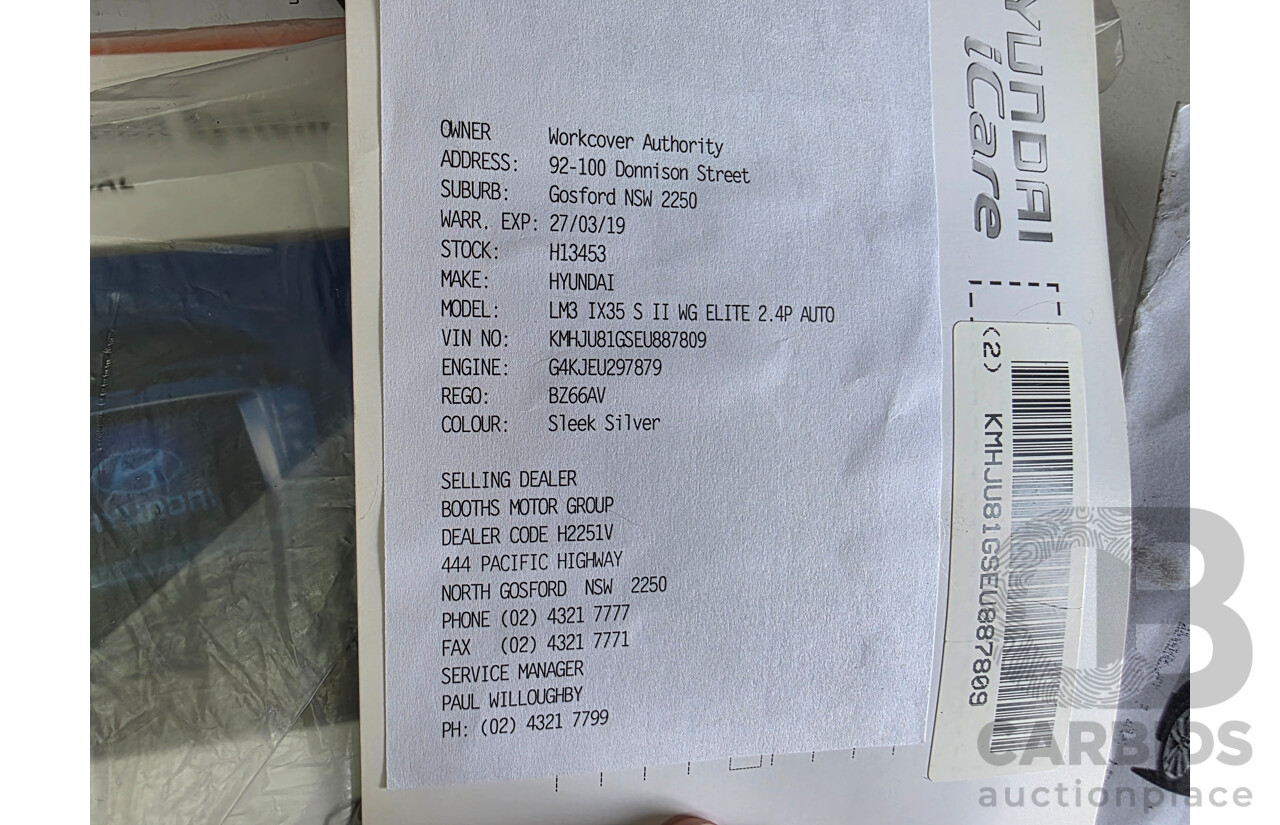 OWNER Workcover Authority
ADDRESS: 92-100 Donnison Street
SUBURB: Gosford NSW 2250
WARR. EXP: 27/03/19
STOCK: H13453
MAKE: HYUNDAI
MODEL: LM3 IX35 S II WG ELITE 2.4P AUTO
VIN NO: KMHJU81GSEU887809
ENGINE: G4KJEU297879
REGO: BZ66AV
COLOUR: Sleek Silver
SELLING DEALER
BOOTHS MOTOR GROUP
DEALER CODE H2251V
444 PACIFIC HIGHWAY
NORTH GOSFORD NSW 2250
PHONE (02) 4321 7777
FAX (02) 4321 7771
SERVICE MANAGER
PAUL WILLOUGHBY
PH: (02) 4321 7799
YUNDAI
iCare
(2) KMHJU81GSEU887809
CARBIDS
auctionplace